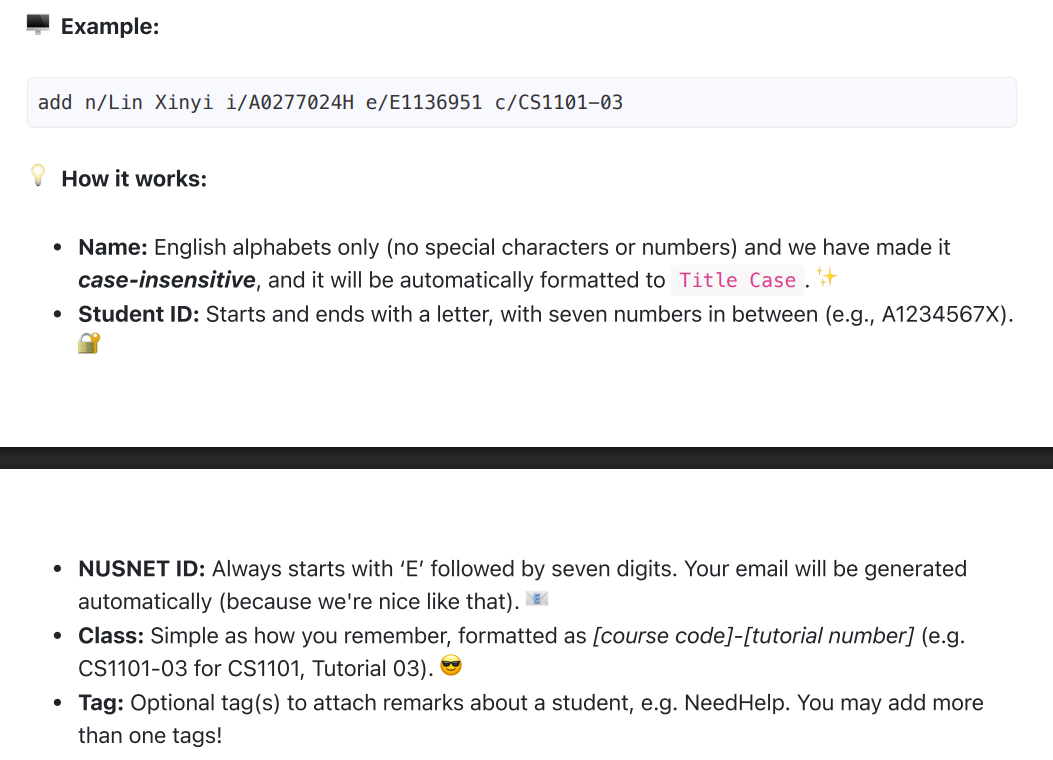 🖥️ Example:
add n/Lin Xinyi i/A0277024H e/E1136951 c/CS1101-03
💡 How it works:
• Name: English alphabets only (no special characters or numbers) and we have made it
case-insensitive, and it will be automatically formatted to Title Case. ✨
• Student ID: Starts and ends with a letter, with seven numbers in between (e.g., A1234567X).
🔐
• NUSNET ID: Always starts with ‘E’ followed by seven digits. Your email will be generated
automatically (because we're nice like that). 📧
• Class: Simple as how you remember, formatted as [course code]-[tutorial number] (e.g.
CS1101-03 for CS1101, Tutorial 03). 😎
• Tag: Optional tag(s) to attach remarks about a student, e.g. NeedHelp. You may add more
than one tags!